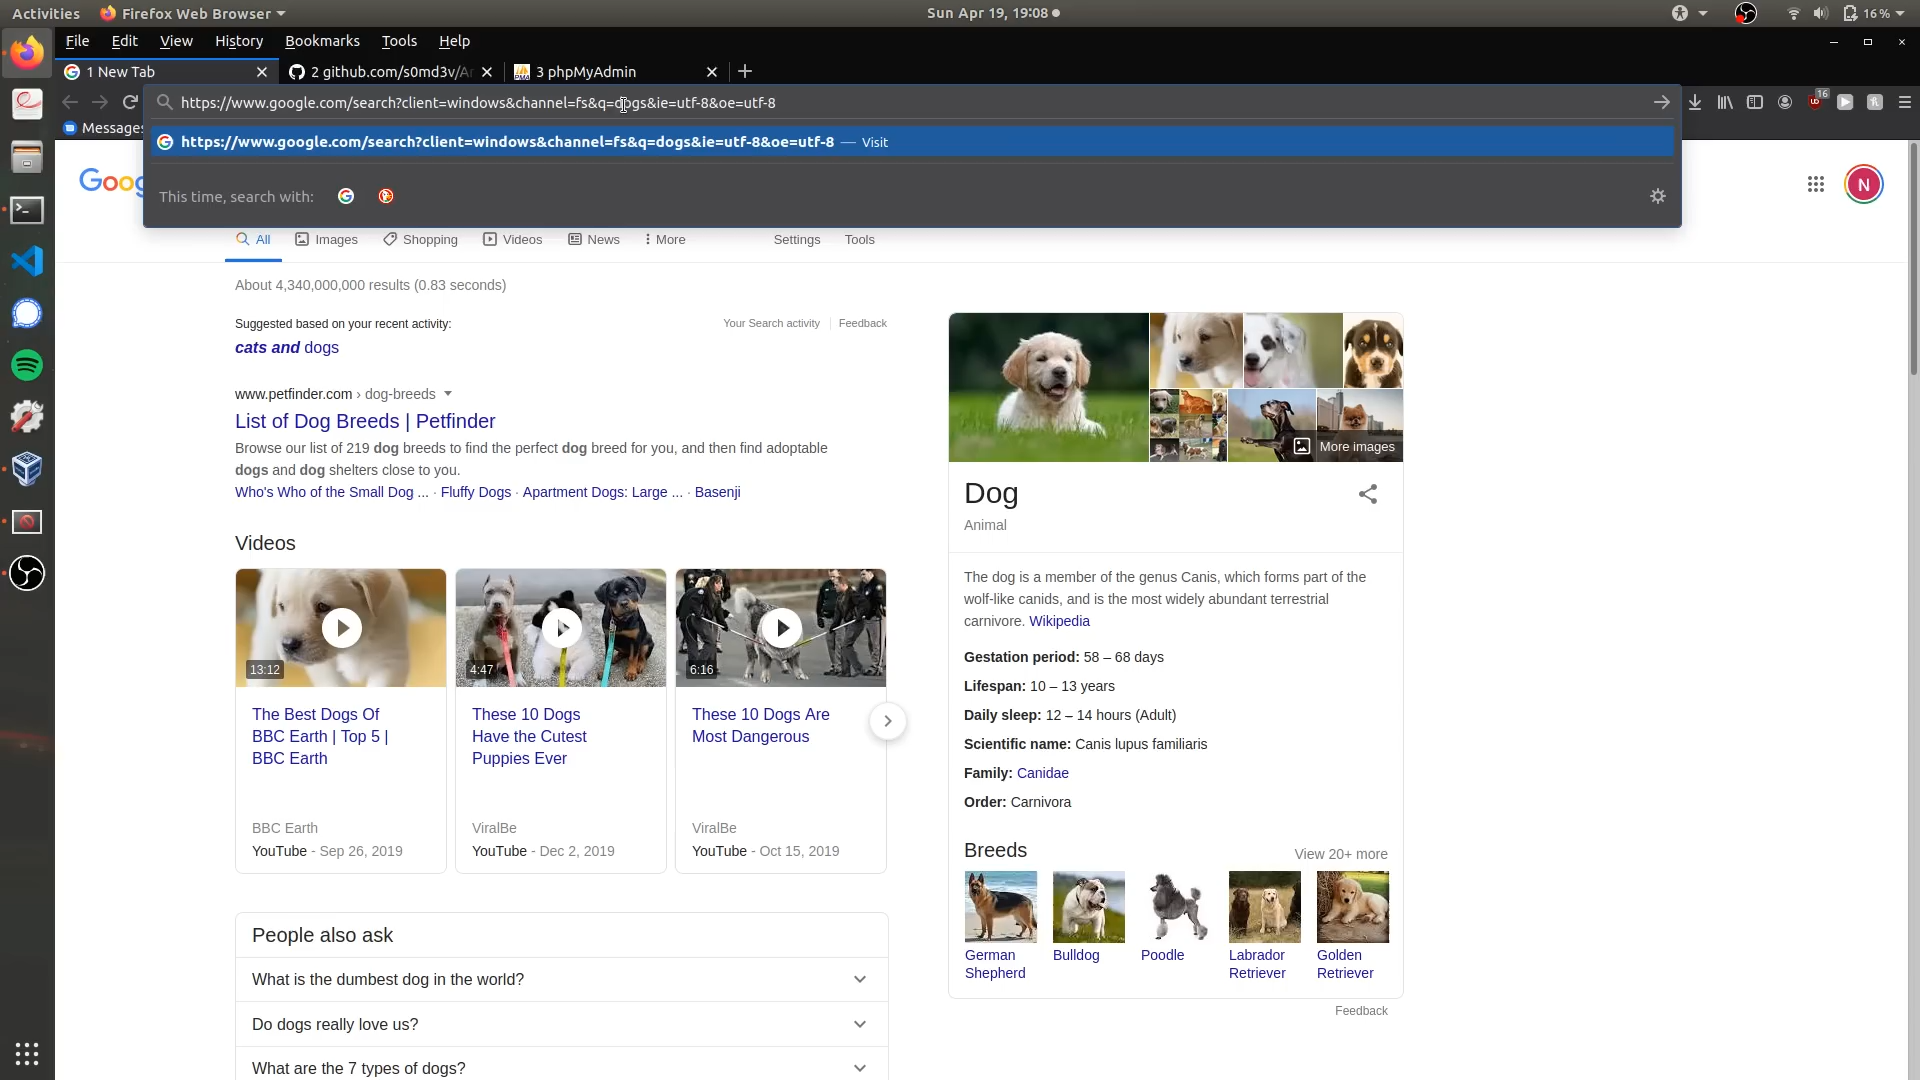 Activities
Firefox Web Browser
Sun Apr 19, 19:08
16 %
File Edit View History Bookmarks Tools Help
1 New Tab
2 github.com/s0md3v/Ar
3 phpMyAdmin
https://www.google.com/search?client=windows&channel=fs&q=dogs&ie=utf-8&oe=utf-8
16
Messages
https://www.google.com/search?client=windows&channel=fs&q=dogs&ie=utf-8&oe=utf-8 — Visit
This time, search with:
Goog
N
All Images Shopping Videos News More Settings Tools
About 4,340,000,000 results (0.83 seconds)
Suggested based on your recent activity:
Your Search activity Feedback
cats and dogs
www.petfinder.com › dog-breeds
List of Dog Breeds | Petfinder
Browse our list of 219 dog breeds to find the perfect dog breed for you, and then find adoptable
dogs and dog shelters close to you.
Who's Who of the Small Dog ... · Fluffy Dogs · Apartment Dogs: Large ... · Basenji
Videos
13:12
The Best Dogs Of
BBC Earth | Top 5 |
BBC Earth
BBC Earth
YouTube - Sep 26, 2019
4:47
These 10 Dogs
Have the Cutest
Puppies Ever
ViralBe
YouTube - Dec 2, 2019
6:16
These 10 Dogs Are
Most Dangerous
ViralBe
YouTube - Oct 15, 2019
People also ask
What is the dumbest dog in the world?
Do dogs really love us?
What are the 7 types of dogs?
More images
Dog
Animal
The dog is a member of the genus Canis, which forms part of the
wolf-like canids, and is the most widely abundant terrestrial
carnivore. Wikipedia
Gestation period: 58 – 68 days
Lifespan: 10 – 13 years
Daily sleep: 12 – 14 hours (Adult)
Scientific name: Canis lupus familiaris
Family: Canidae
Order: Carnivora
Breeds
View 20+ more
German
Shepherd
Bulldog
Poodle
Labrador
Retriever
Golden
Retriever
Feedback